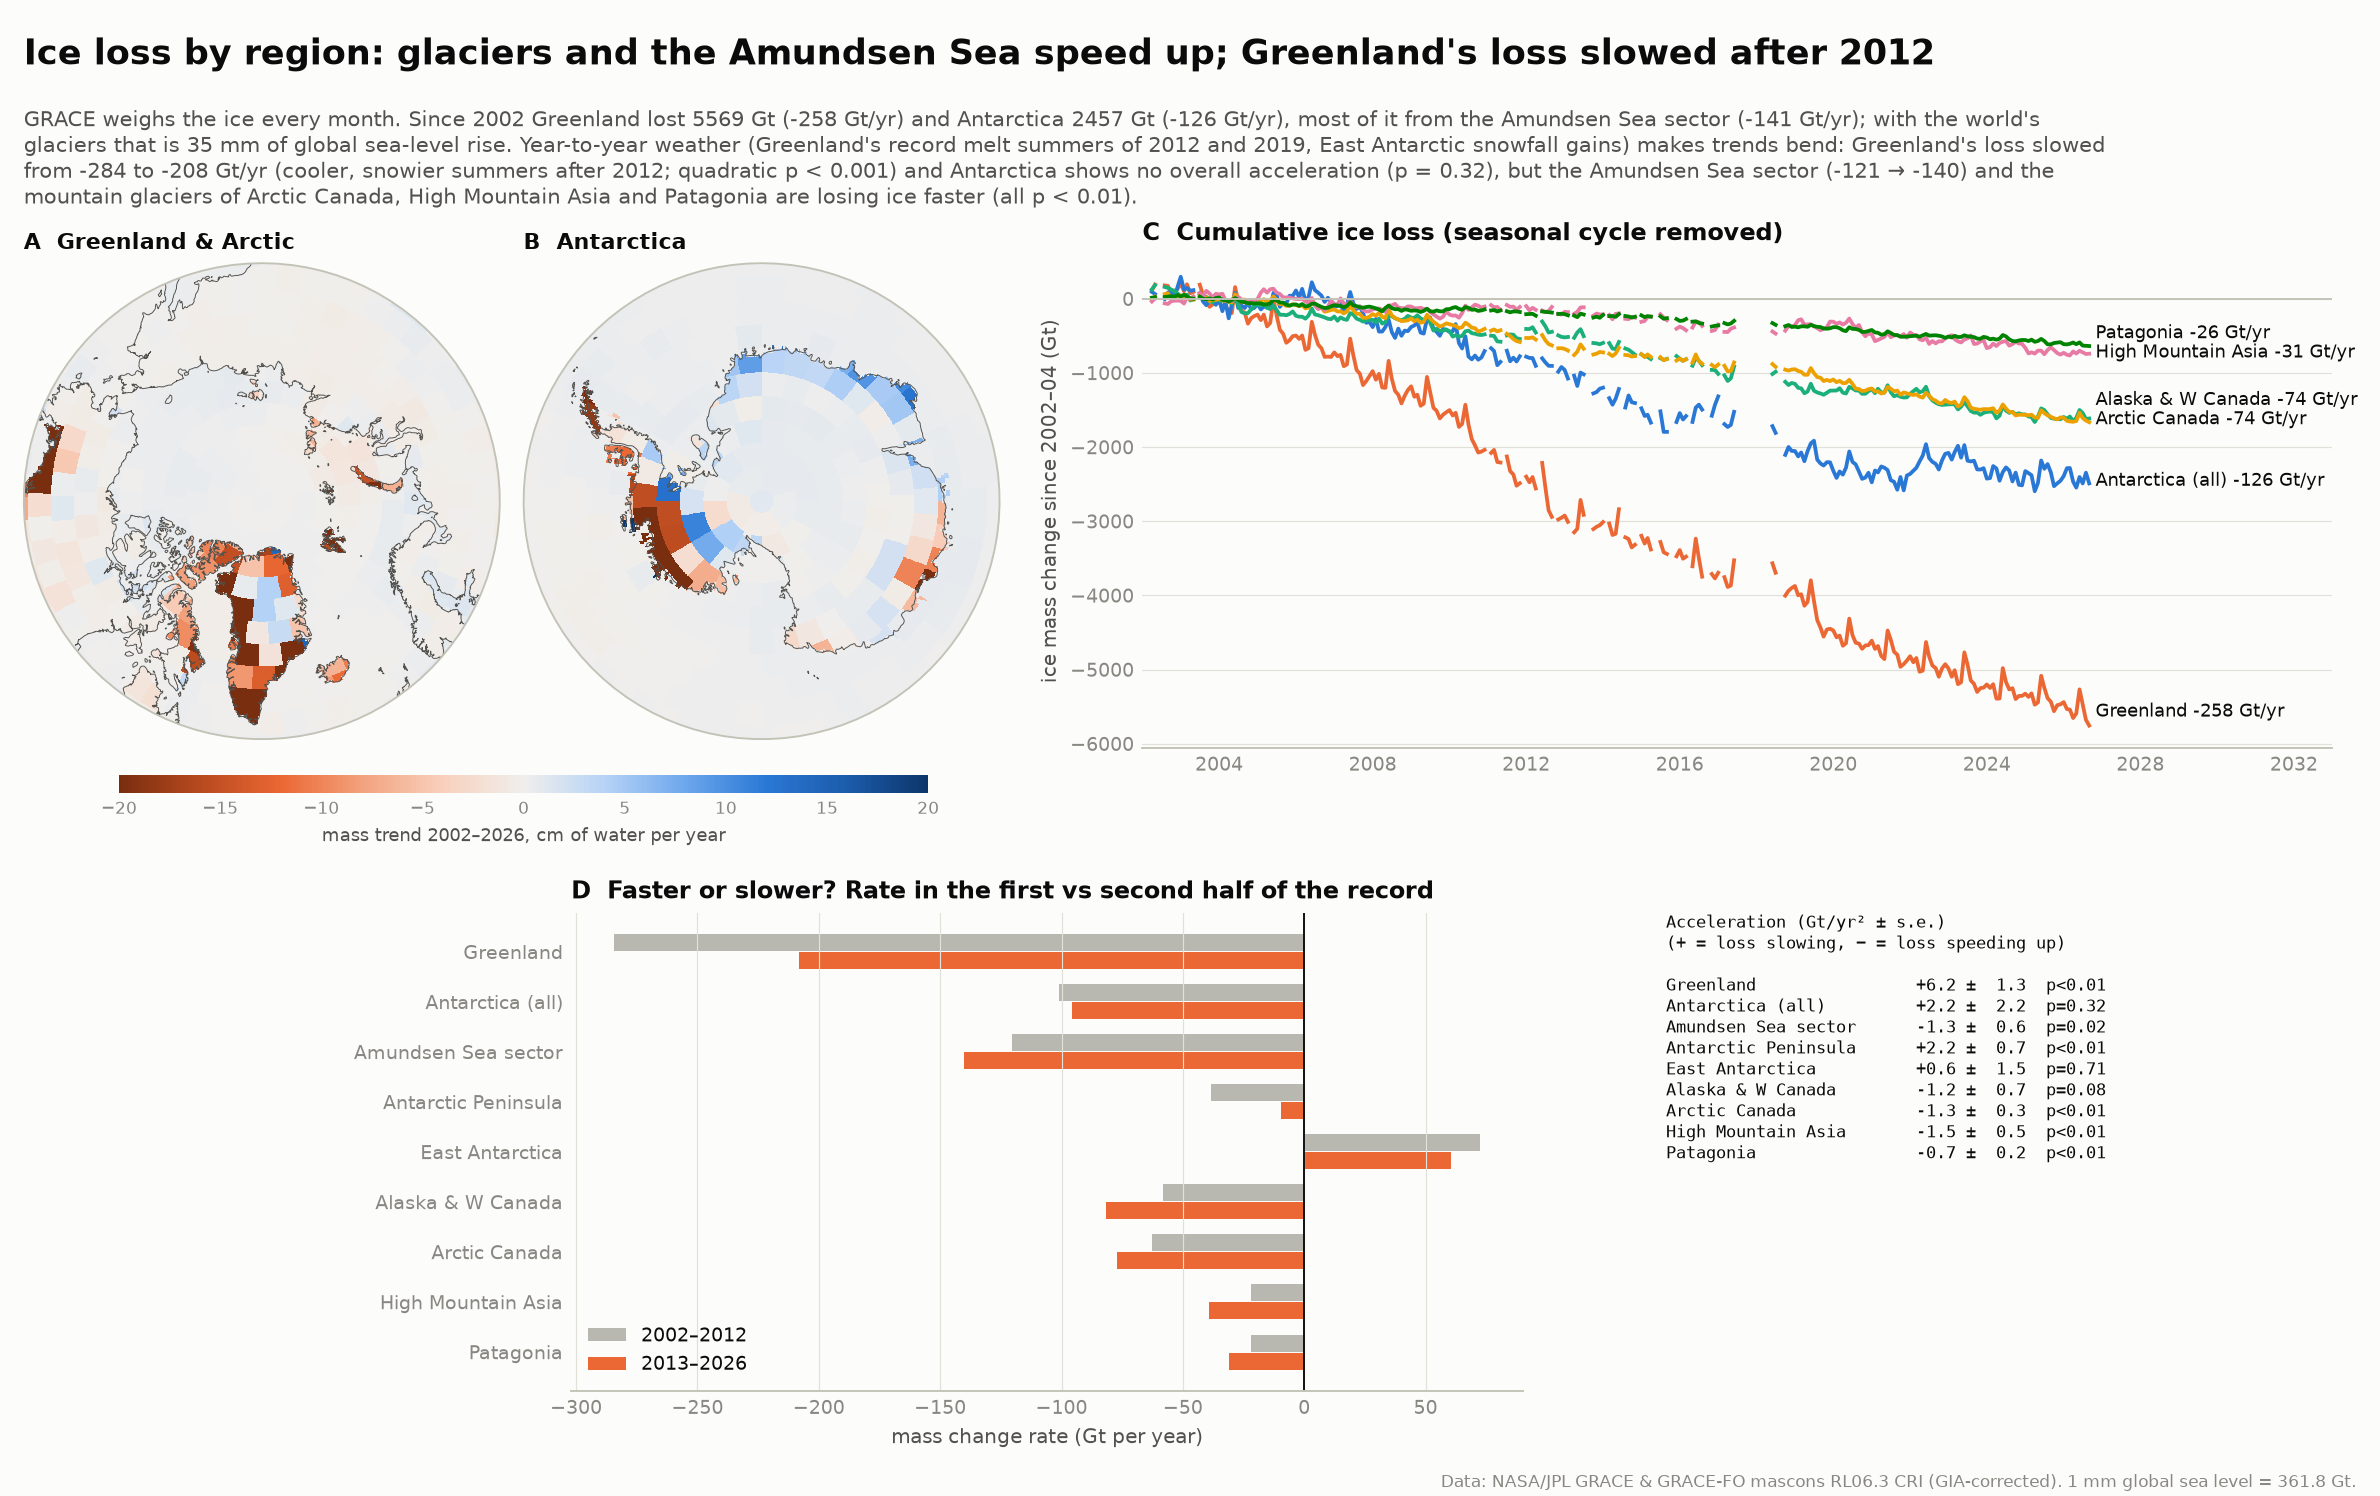 Ice loss by region: glaciers and the Amundsen Sea speed up; Greenland's loss slowed after 2012
GRACE weighs the ice every month. Since 2002 Greenland lost 5569 Gt (-258 Gt/yr) and Antarctica 2457 Gt (-126 Gt/yr), most of it from the Amundsen Sea sector (-141 Gt/yr); with the world's
glaciers that is 35 mm of global sea-level rise. Year-to-year weather (Greenland's record melt summers of 2012 and 2019, East Antarctic snowfall gains) makes trends bend: Greenland's loss slowed
from -284 to -208 Gt/yr (cooler, snowier summers after 2012; quadratic p < 0.001) and Antarctica shows no overall acceleration (p = 0.32), but the Amundsen Sea sector (-121 → -140) and the
mountain glaciers of Arctic Canada, High Mountain Asia and Patagonia are losing ice faster (all p < 0.01).
A Greenland & Arctic
B Antarctica
−20 −15 −10 −5 0 5 10 15 20
mass trend 2002–2026, cm of water per year
C Cumulative ice loss (seasonal cycle removed)
ice mass change since 2002–04 (Gt)
0
−1000
−2000
−3000
−4000
−5000
−6000
2004 2008 2012 2016 2020 2024 2028 2032
Patagonia -26 Gt/yr
High Mountain Asia -31 Gt/yr
Alaska & W Canada -74 Gt/yr
Arctic Canada -74 Gt/yr
Antarctica (all) -126 Gt/yr
Greenland -258 Gt/yr
D Faster or slower? Rate in the first vs second half of the record
Greenland
Antarctica (all)
Amundsen Sea sector
Antarctic Peninsula
East Antarctica
Alaska & W Canada
Arctic Canada
High Mountain Asia
Patagonia
2002–2012
2013–2026
−300 −250 −200 −150 −100 −50 0 50
mass change rate (Gt per year)
Acceleration (Gt/yr² ± s.e.)
(+ = loss slowing, − = loss speeding up)
Greenland +6.2 ± 1.3 p<0.01
Antarctica (all) +2.2 ± 2.2 p=0.32
Amundsen Sea sector -1.3 ± 0.6 p=0.02
Antarctic Peninsula +2.2 ± 0.7 p<0.01
East Antarctica +0.6 ± 1.5 p=0.71
Alaska & W Canada -1.2 ± 0.7 p=0.08
Arctic Canada -1.3 ± 0.3 p<0.01
High Mountain Asia -1.5 ± 0.5 p<0.01
Patagonia -0.7 ± 0.2 p<0.01
Data: NASA/JPL GRACE & GRACE-FO mascons RL06.3 CRI (GIA-corrected). 1 mm global sea level = 361.8 Gt.